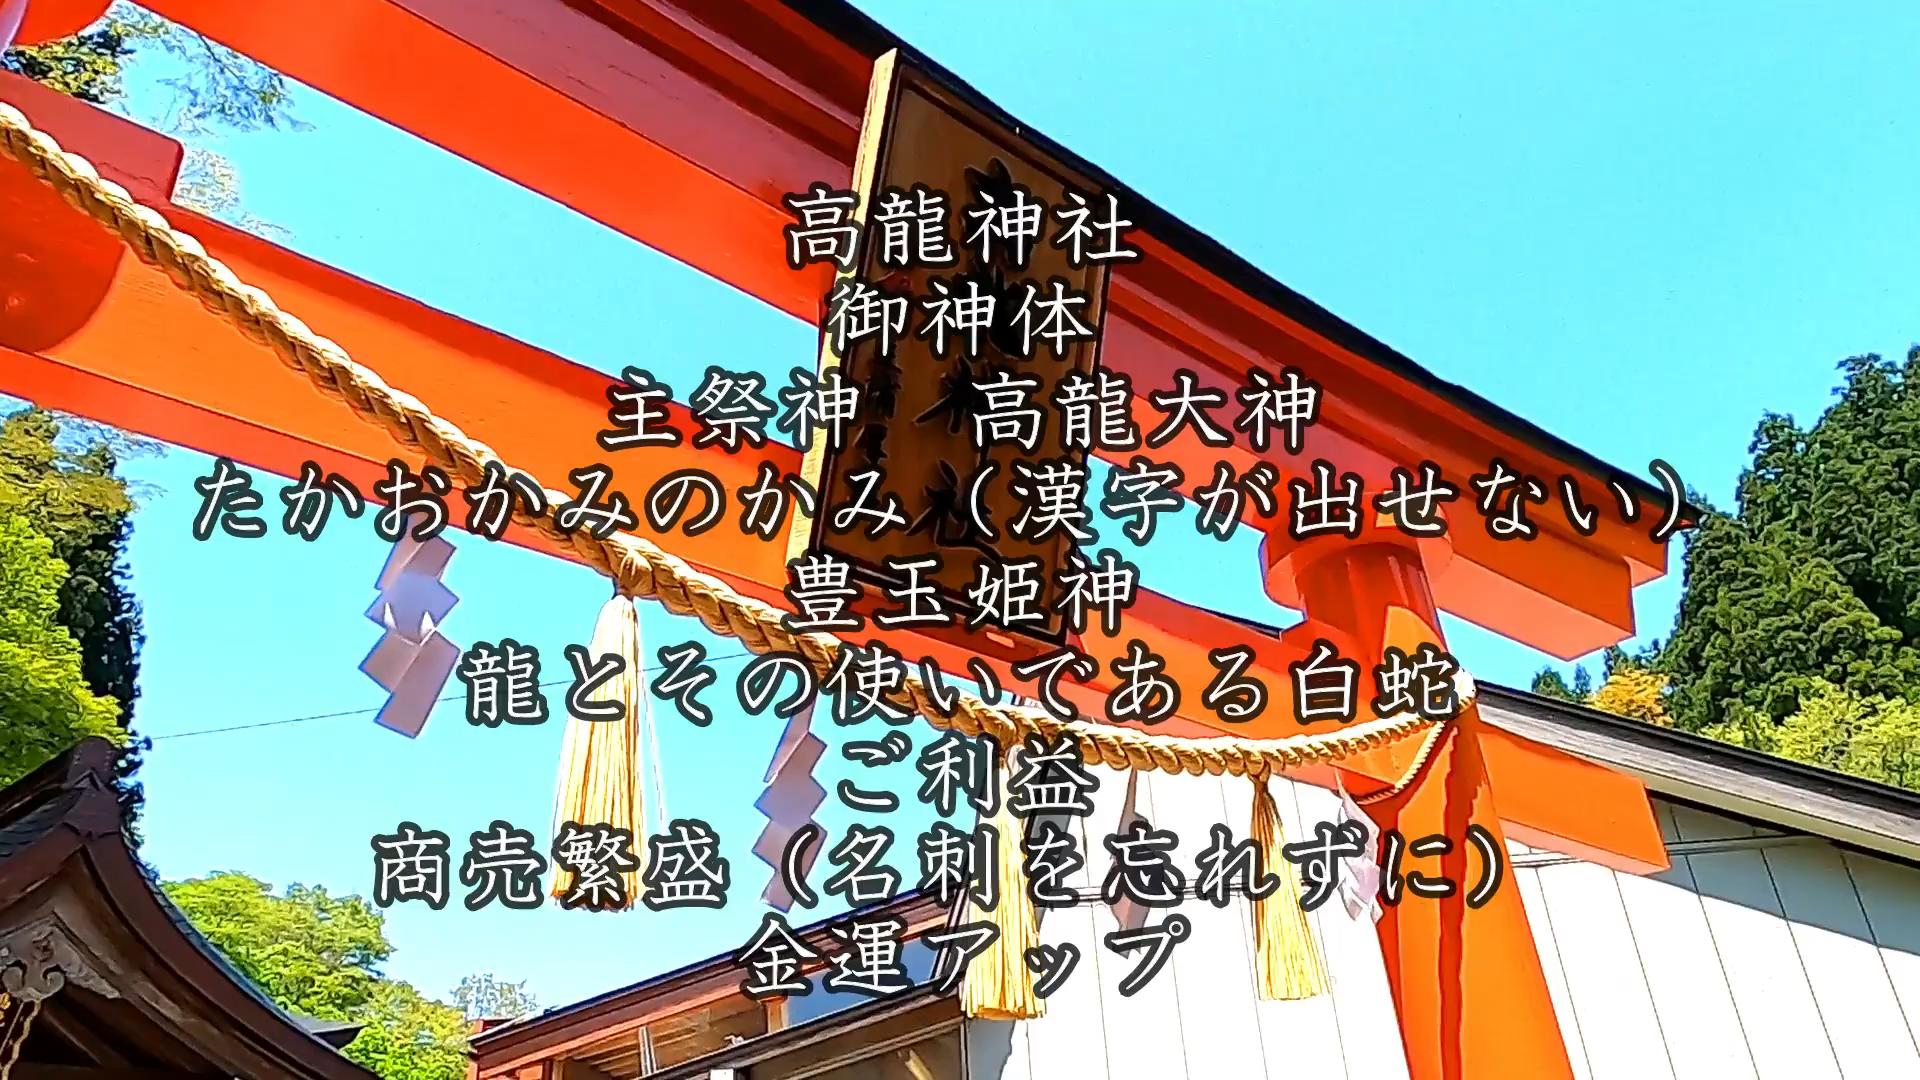 高龍神社
御神体
主祭神　高龍大神
たかおかみのかみ（漢字が出せない）
豊玉姫神
龍とその使いである白蛇
ご利益
商売繁盛（名刺を忘れずに）
金運アップ